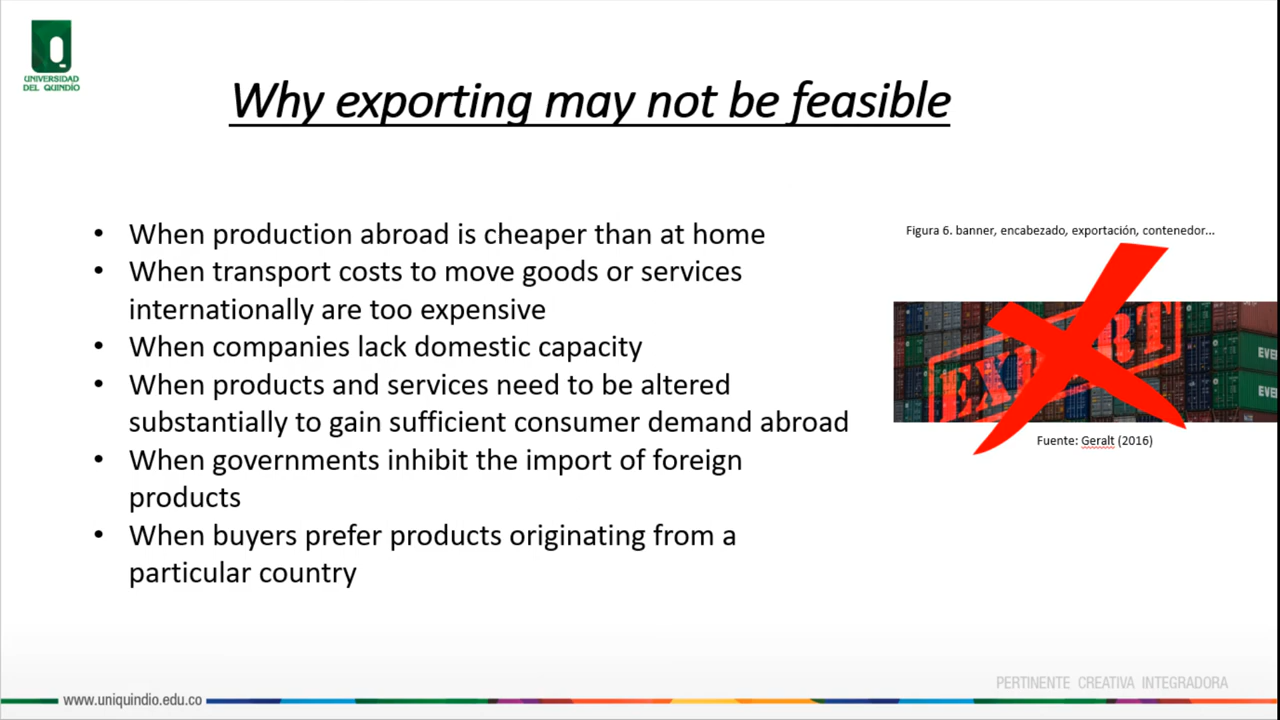 UNIVERSIDAD
DEL QUINDÍO
Why exporting may not be feasible
• When production abroad is cheaper than at home
• When transport costs to move goods or services
internationally are too expensive
• When companies lack domestic capacity
• When products and services need to be altered
substantially to gain sufficient consumer demand abroad
• When governments inhibit the import of foreign
products
• When buyers prefer products originating from a
particular country
Figura 6. banner, encabezado, exportación, contenedor...
EVE
EVE
Fuente: Geralt (2016)
PERTINENTE CREATIVA INTEGRADORA
www.uniquindio.edu.co